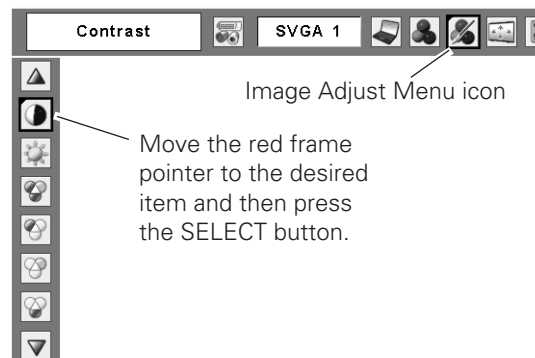 Contrast
SVGA 1
Image Adjust Menu icon
Move the red frame
pointer to the desired
item and then press
the SELECT button.